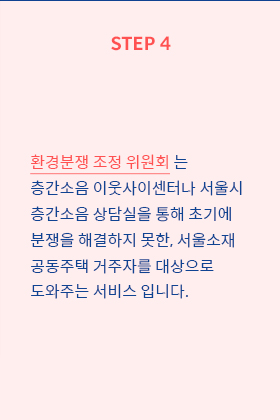 STEP 4
환경분쟁 조정 위원회 는
층간소음 이웃사이센터나 서울시
층간소음 상담실을 통해 초기에
분쟁을 해결하지 못한, 서울소재
공동주택 거주자를 대상으로
도와주는 서비스 입니다.